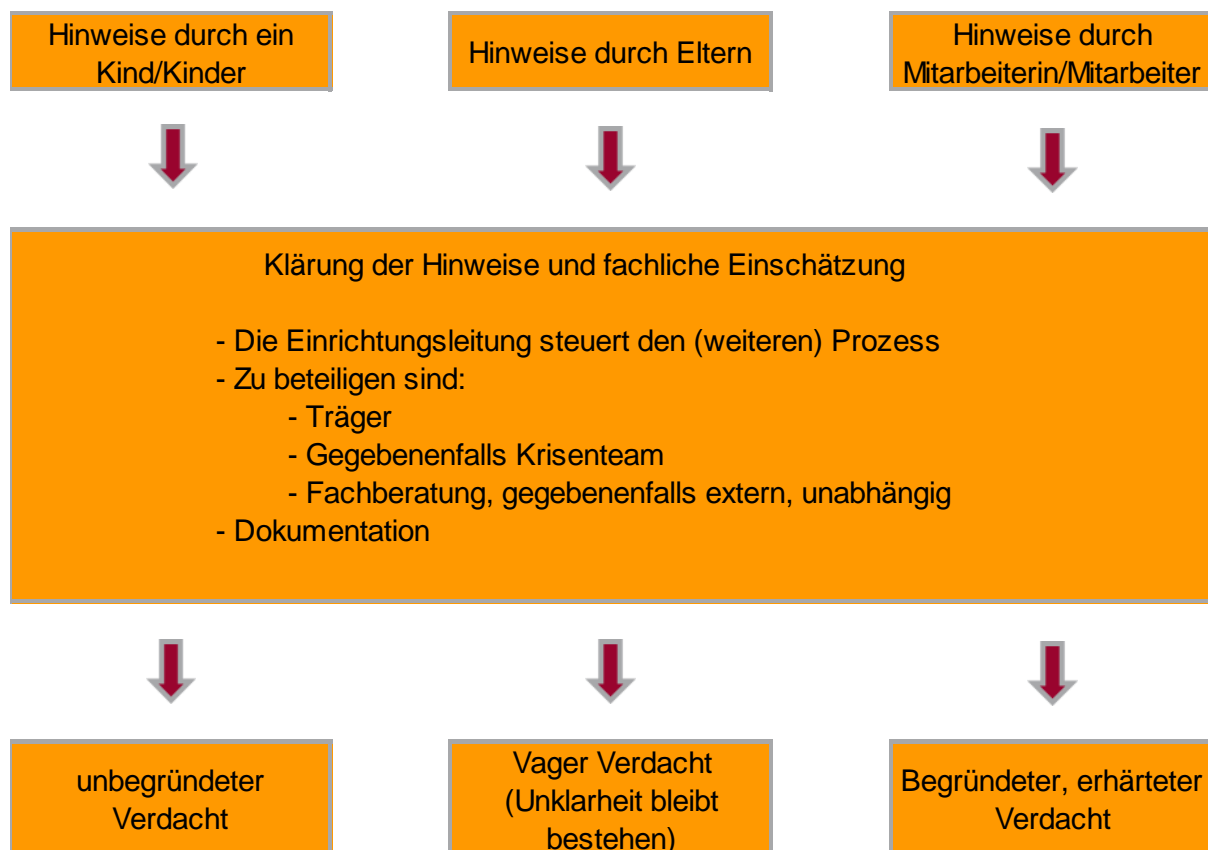 Hinweise durch ein
Kind/Kinder
Hinweise durch Eltern
Hinweise durch
Mitarbeiterin/Mitarbeiter
Klärung der Hinweise und fachliche Einschätzung
- Die Einrichtungsleitung steuert den (weiteren) Prozess
- Zu beteiligen sind:
- Träger
- Gegebenenfalls Krisenteam
- Fachberatung, gegebenenfalls extern, unabhängig
- Dokumentation
unbegründeter
Verdacht
Vager Verdacht
(Unklarheit bleibt
bestehen)
Begründeter, erhärteter
Verdacht